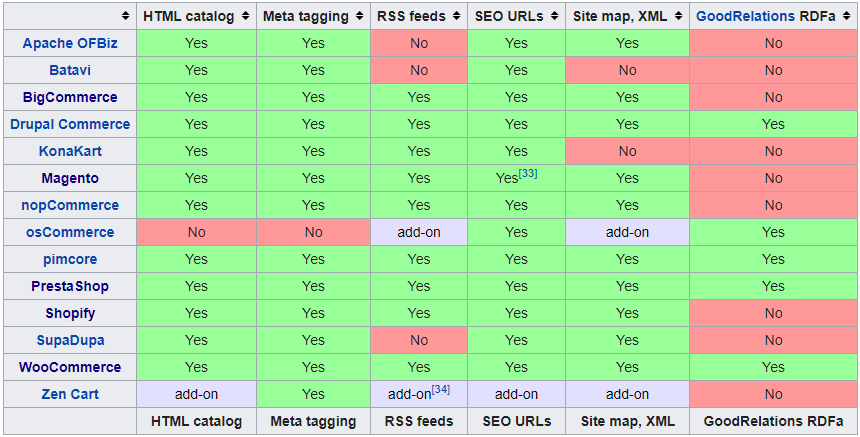 HTML catalog Meta tagging RSS feeds SEO URLs Site map, XML GoodRelations RDFa
Apache OFBiz Yes Yes No Yes Yes No
Batavi Yes Yes No Yes No No
BigCommerce Yes Yes Yes Yes Yes No
Drupal Commerce Yes Yes Yes Yes Yes Yes
KonaKart Yes Yes Yes Yes No No
Magento Yes Yes Yes Yes[33] Yes No
nopCommerce Yes Yes Yes Yes Yes No
osCommerce No No add-on Yes add-on Yes
pimcore Yes Yes Yes Yes Yes Yes
PrestaShop Yes Yes Yes Yes Yes Yes
Shopify Yes Yes Yes Yes Yes No
SupaDupa Yes Yes No Yes Yes No
WooCommerce Yes Yes Yes Yes Yes Yes
Zen Cart add-on Yes add-on[34] add-on add-on No
HTML catalog Meta tagging RSS feeds SEO URLs Site map, XML GoodRelations RDFa